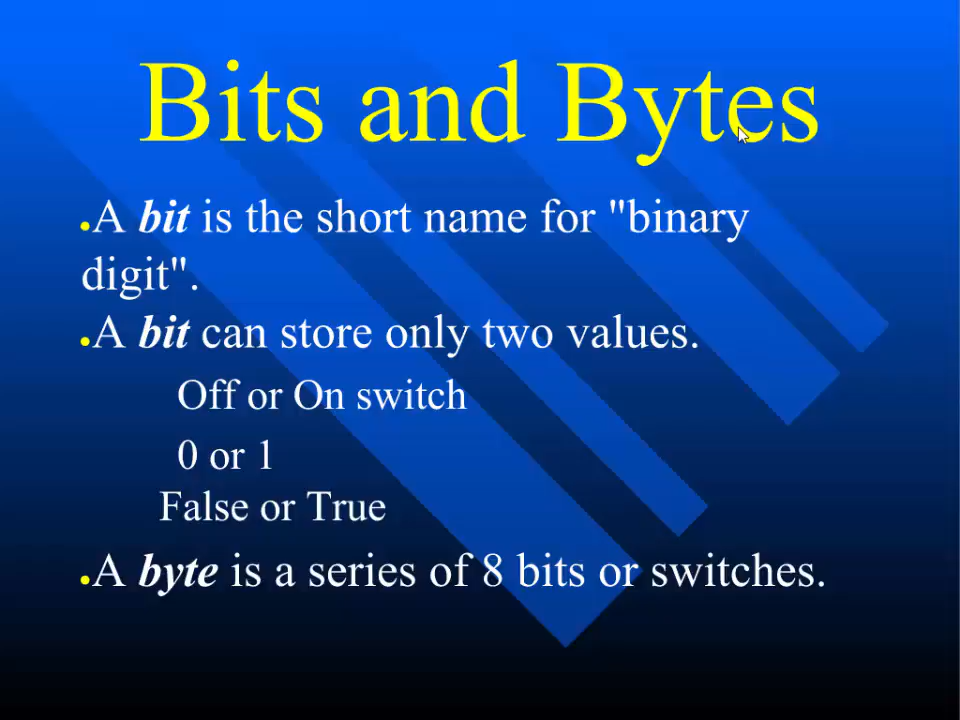 Bits and Bytes
●A bit is the short name for "binary
digit".
●A bit can store only two values.
Off or On switch
0 or 1
False or True
●A byte is a series of 8 bits or switches.